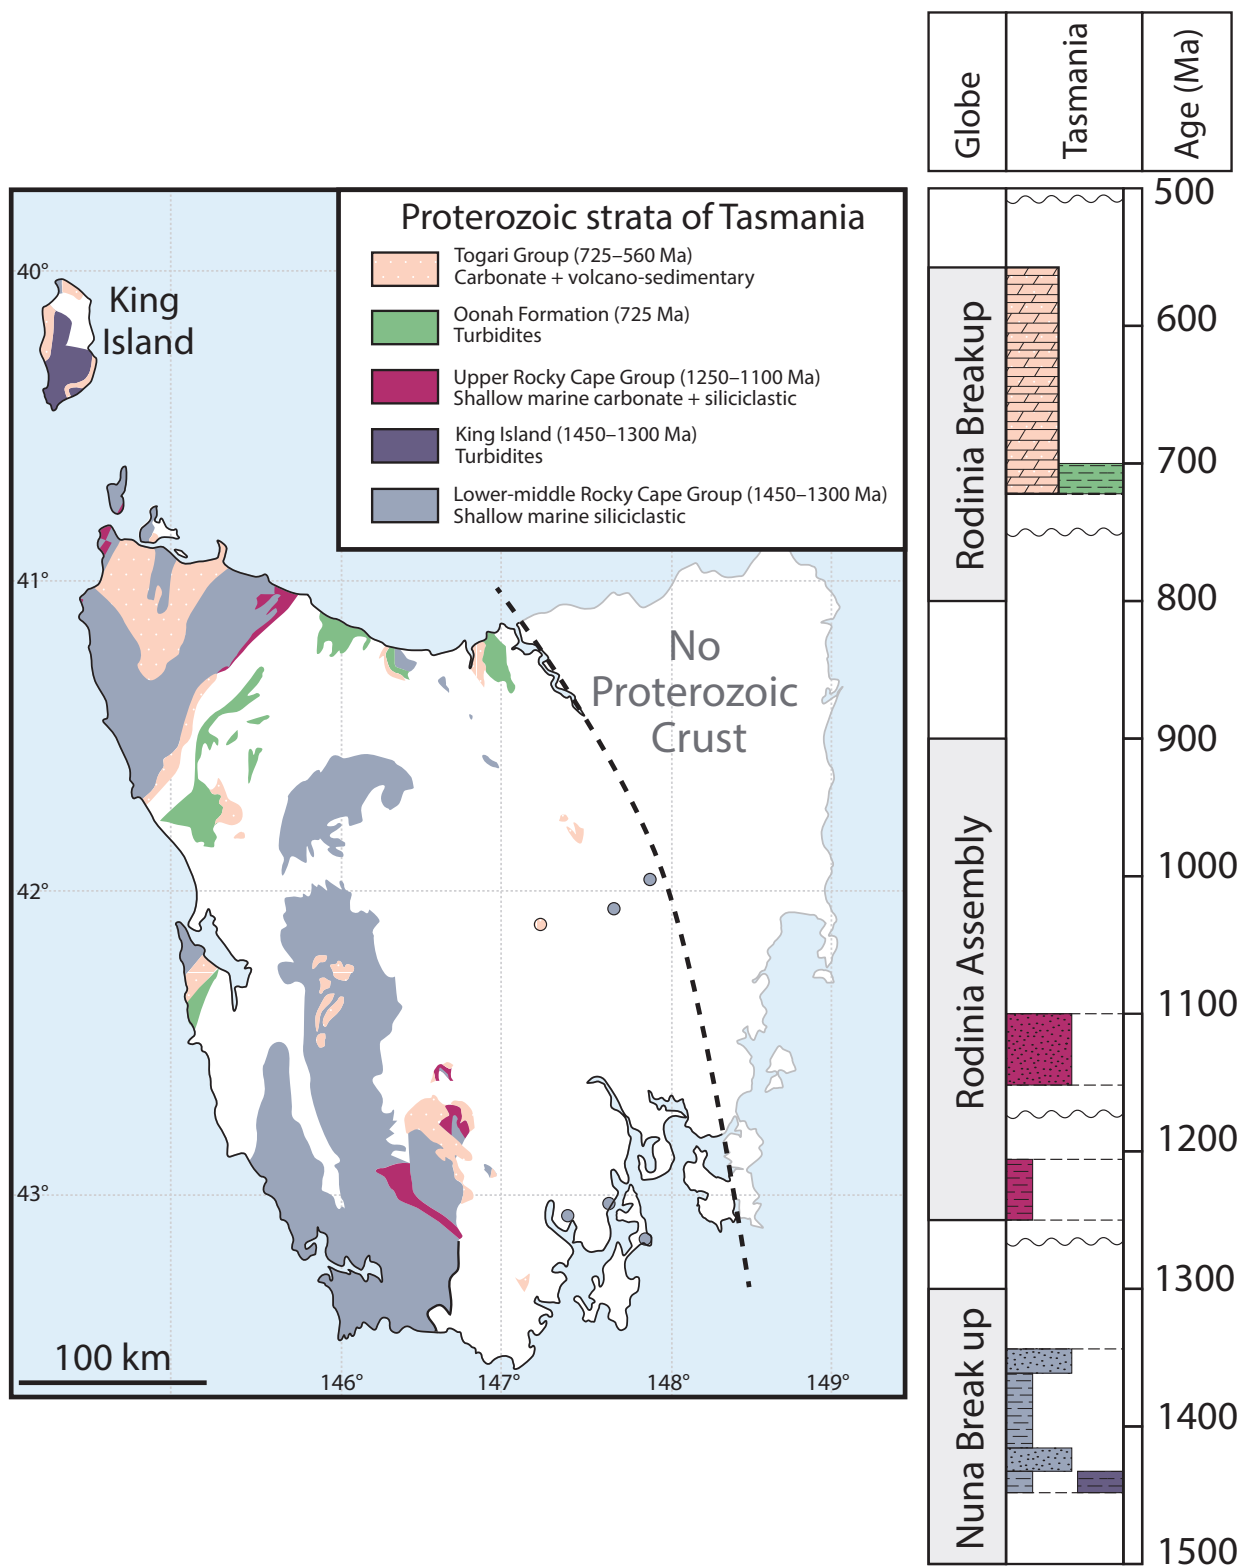 Proterozoic strata of Tasmania
Togari Group (725–560 Ma)
Carbonate + volcano-sedimentary
Oonah Formation (725 Ma)
Turbidites
Upper Rocky Cape Group (1250–1100 Ma)
Shallow marine carbonate + siliciclastic
King Island (1450–1300 Ma)
Turbidites
Lower-middle Rocky Cape Group (1450–1300 Ma)
Shallow marine siliciclastic
40°
King
Island
41°
No
Proterozoic
Crust
42°
43°
100 km
146°
147°
148°
149°
Globe
Tasmania
Age (Ma)
Rodinia Breakup
Rodinia Assembly
Nuna Break up
500
600
700
800
900
1000
1100
1200
1300
1400
1500